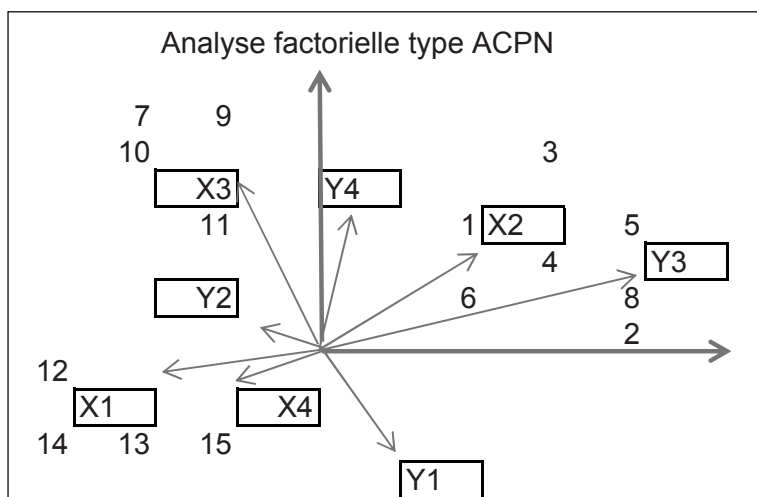 Analyse factorielle type ACPN
7 9
10 3
X3 Y4
11 1 X2 5
4 Y3
Y2 6 8
2
12
X1 X4
14 13 15
Y1